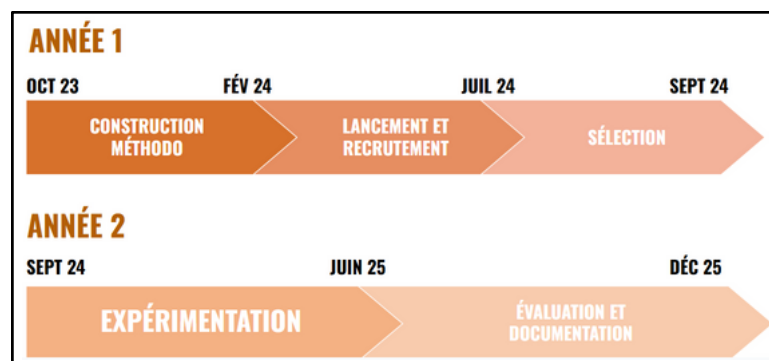 ANNÉE 1
OCT 23 FÉV 24 JUIL 24 SEPT 24
CONSTRUCTION
MÉTHODO
LANCEMENT ET
RECRUTEMENT
SÉLECTION
ANNÉE 2
SEPT 24 JUIN 25 DÉC 25
EXPÉRIMENTATION
ÉVALUATION ET
DOCUMENTATION